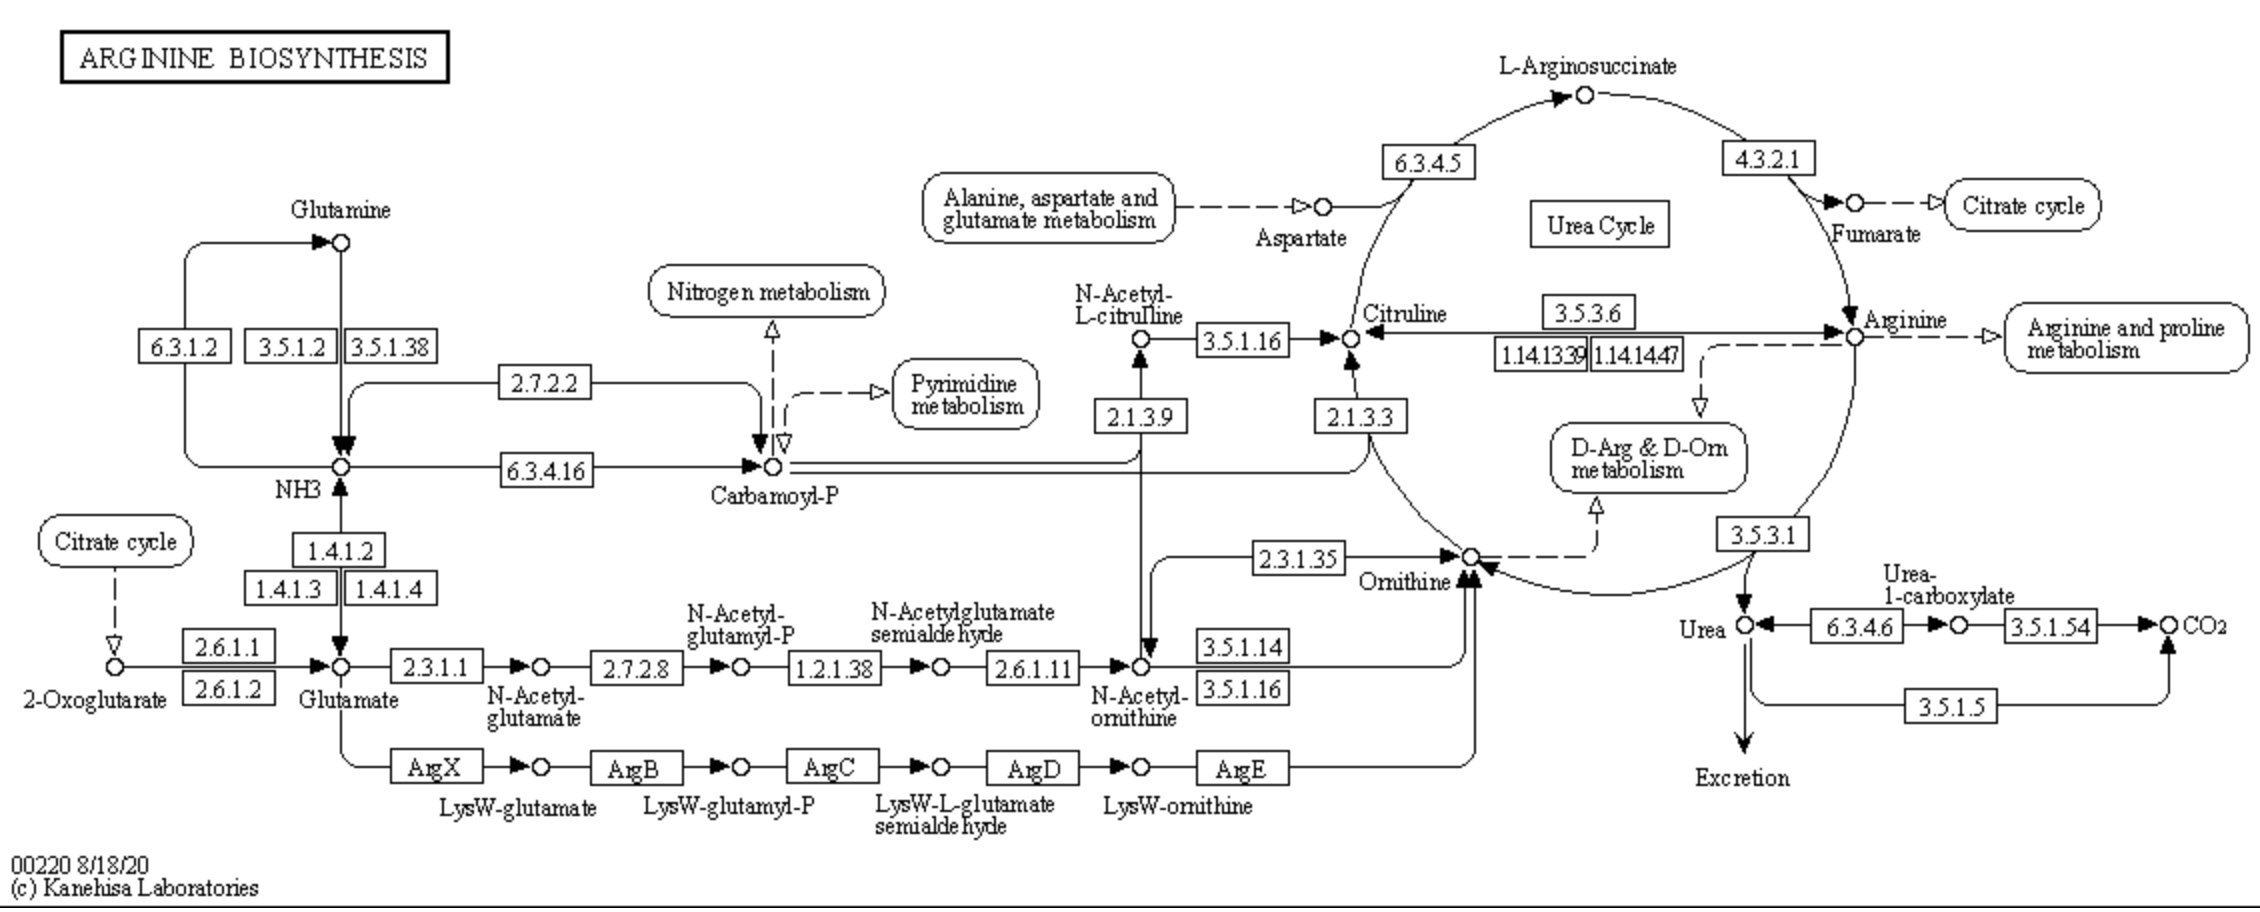 ARGININE BIOSYNTHESIS
L-Arginosuccinate
6.3.4.5
4.3.2.1
Alanine, aspartate and
glutamate metabolism
Aspartate
Urea Cycle
Fumarate
Citrate cycle
Glutamine
Nitrogen metabolism
N-Acetyl-
L-citrulline
3.5.1.16
Citruline
3.5.3.6
1.14.13.39
1.14.14.47
Arginine
Arginine and proline
metabolism
6.3.1.2
3.5.1.2
3.5.1.38
2.7.2.2
Pyrimidine
metabolism
2.1.3.9
2.1.3.3
D-Arg & D-Orn
metabolism
NH3
6.3.4.16
Carbamoyl-P
Citrate cycle
1.4.1.2
1.4.1.3
1.4.1.4
2.3.1.35
Ornithine
3.5.3.1
Urea-
1-carboxylate
Urea
6.3.4.6
3.5.1.54
CO2
2-Oxoglutarate
2.6.1.1
2.6.1.2
Glutamate
2.3.1.1
N-Acetyl-
glutamate
2.7.2.8
N-Acetyl-
glutamyl-P
1.2.1.38
N-Acetylglutamate
semialdehyde
2.6.1.11
N-Acetyl-
ornithine
3.5.1.14
3.5.1.16
3.5.1.5
Excretion
ArgX
LysW-glutamate
ArgB
LysW-glutamyl-P
ArgC
LysW-L-glutamate
semialdehyde
ArgD
LysW-ornithine
ArgE
00220 8/18/20
(c) Kanehisa Laboratories